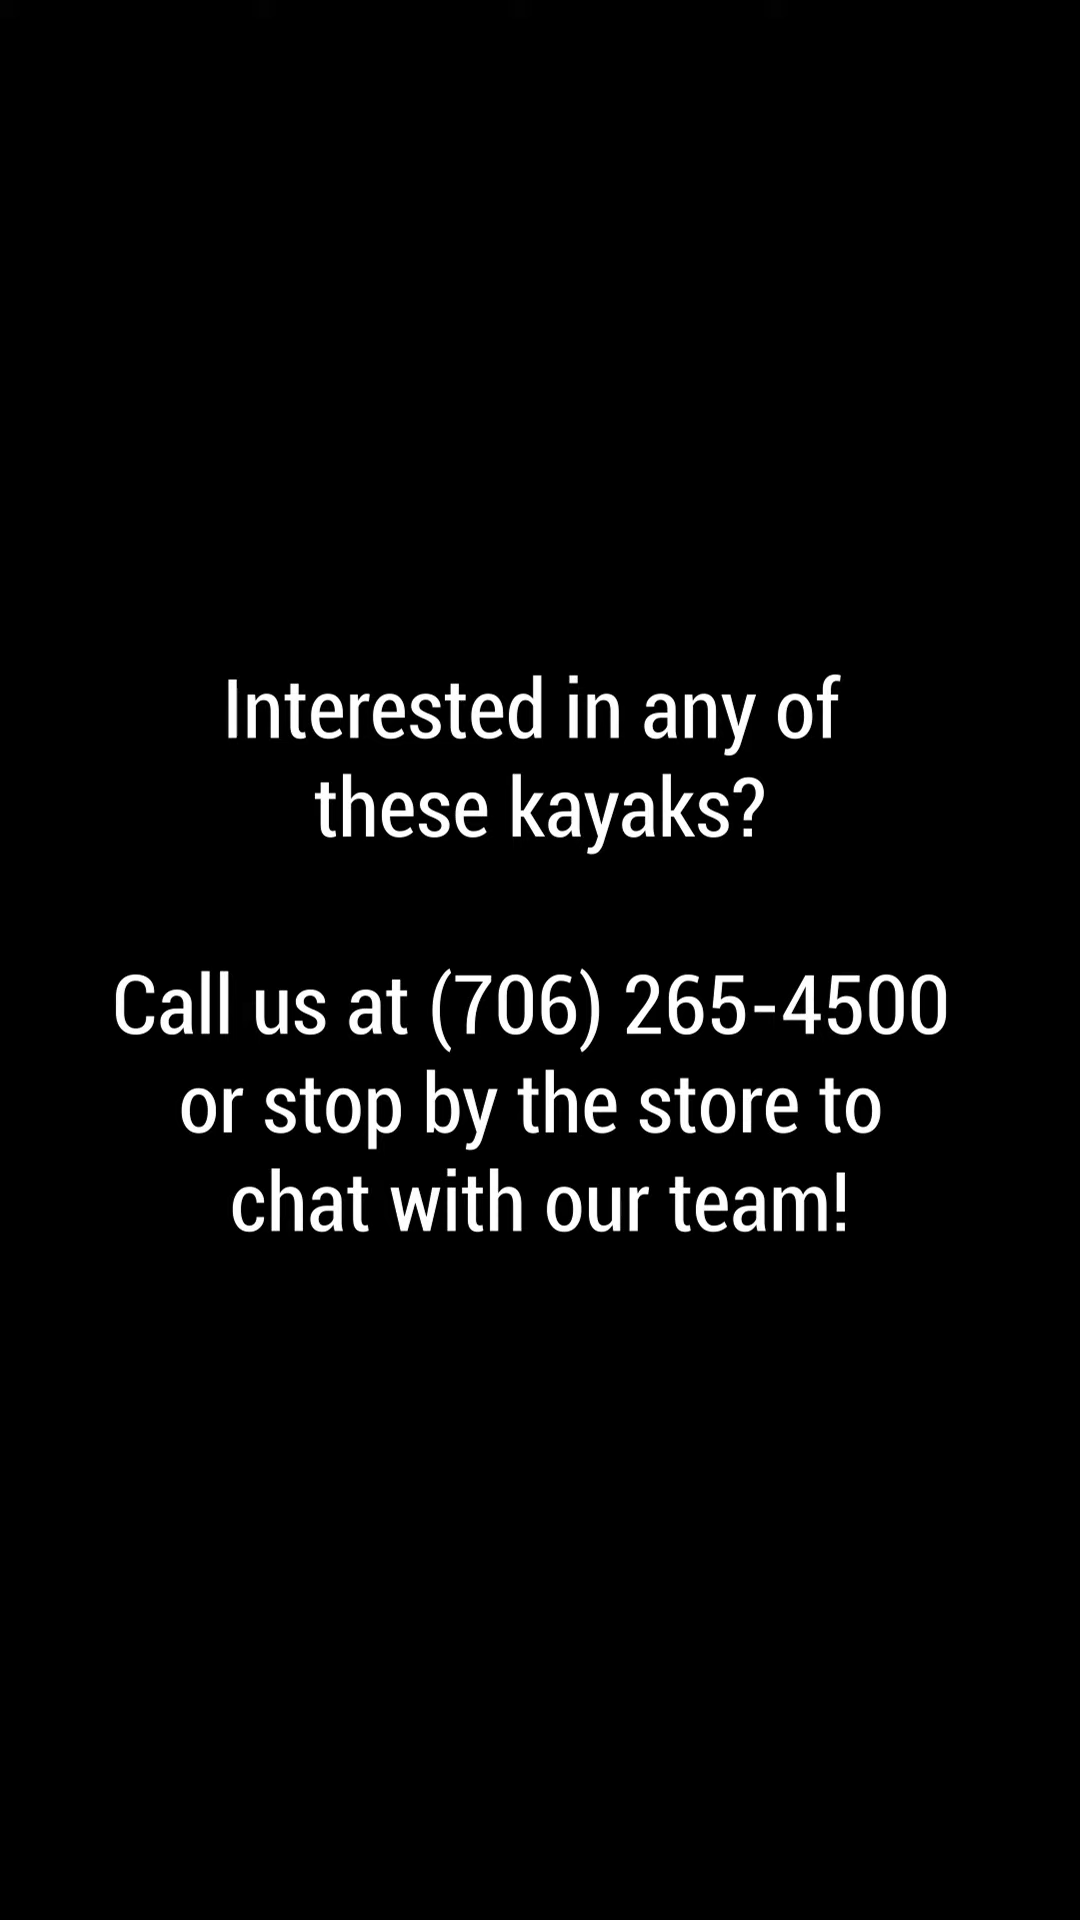 Interested in any of
these kayaks?
Call us at (706) 265-4500
or stop by the store to
chat with our team!